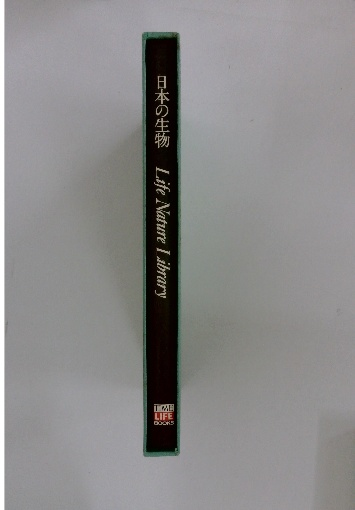 日本の生物
Life Nature Library
TIME
LIFE
BOOKS